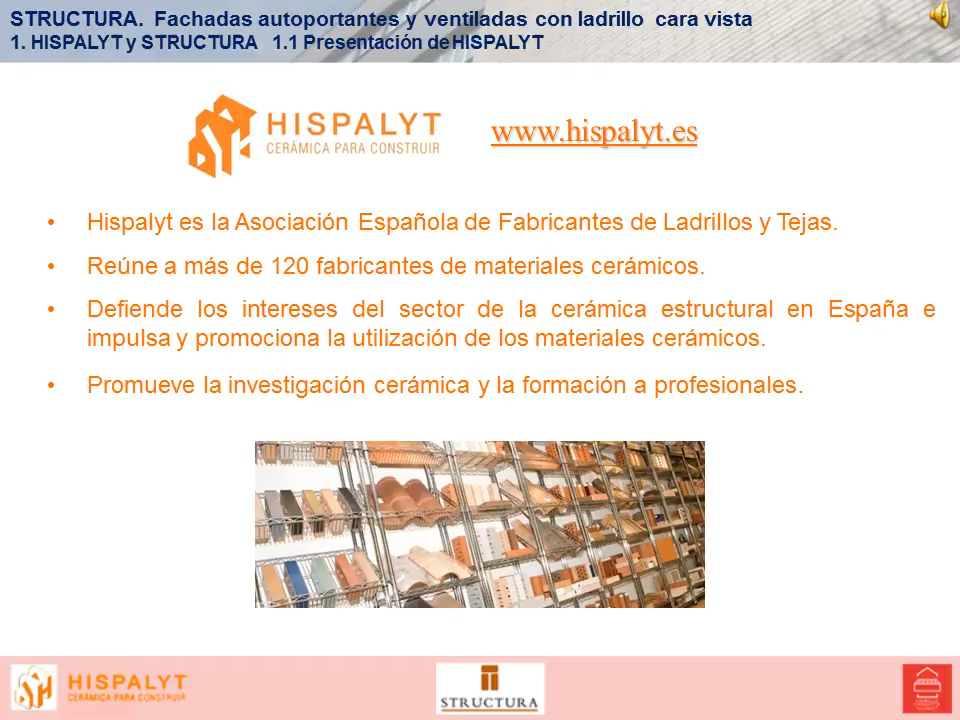 STRUCTURA. Fachadas autoportantes y ventiladas con ladrillo cara vista
1. HISPALYT y STRUCTURA 1.1 Presentación de HISPALYT
HISPALYT
CERÁMICA PARA CONSTRUIR
www.hispalyt.es
• Hispalyt es la Asociación Española de Fabricantes de Ladrillos y Tejas.
• Reúne a más de 120 fabricantes de materiales cerámicos.
• Defiende los intereses del sector de la cerámica estructural en España e
impulsa y promociona la utilización de los materiales cerámicos.
• Promueve la investigación cerámica y la formación a profesionales.
HISPALYT
CERÁMICA PARA CONSTRUIR
STRUCTURA